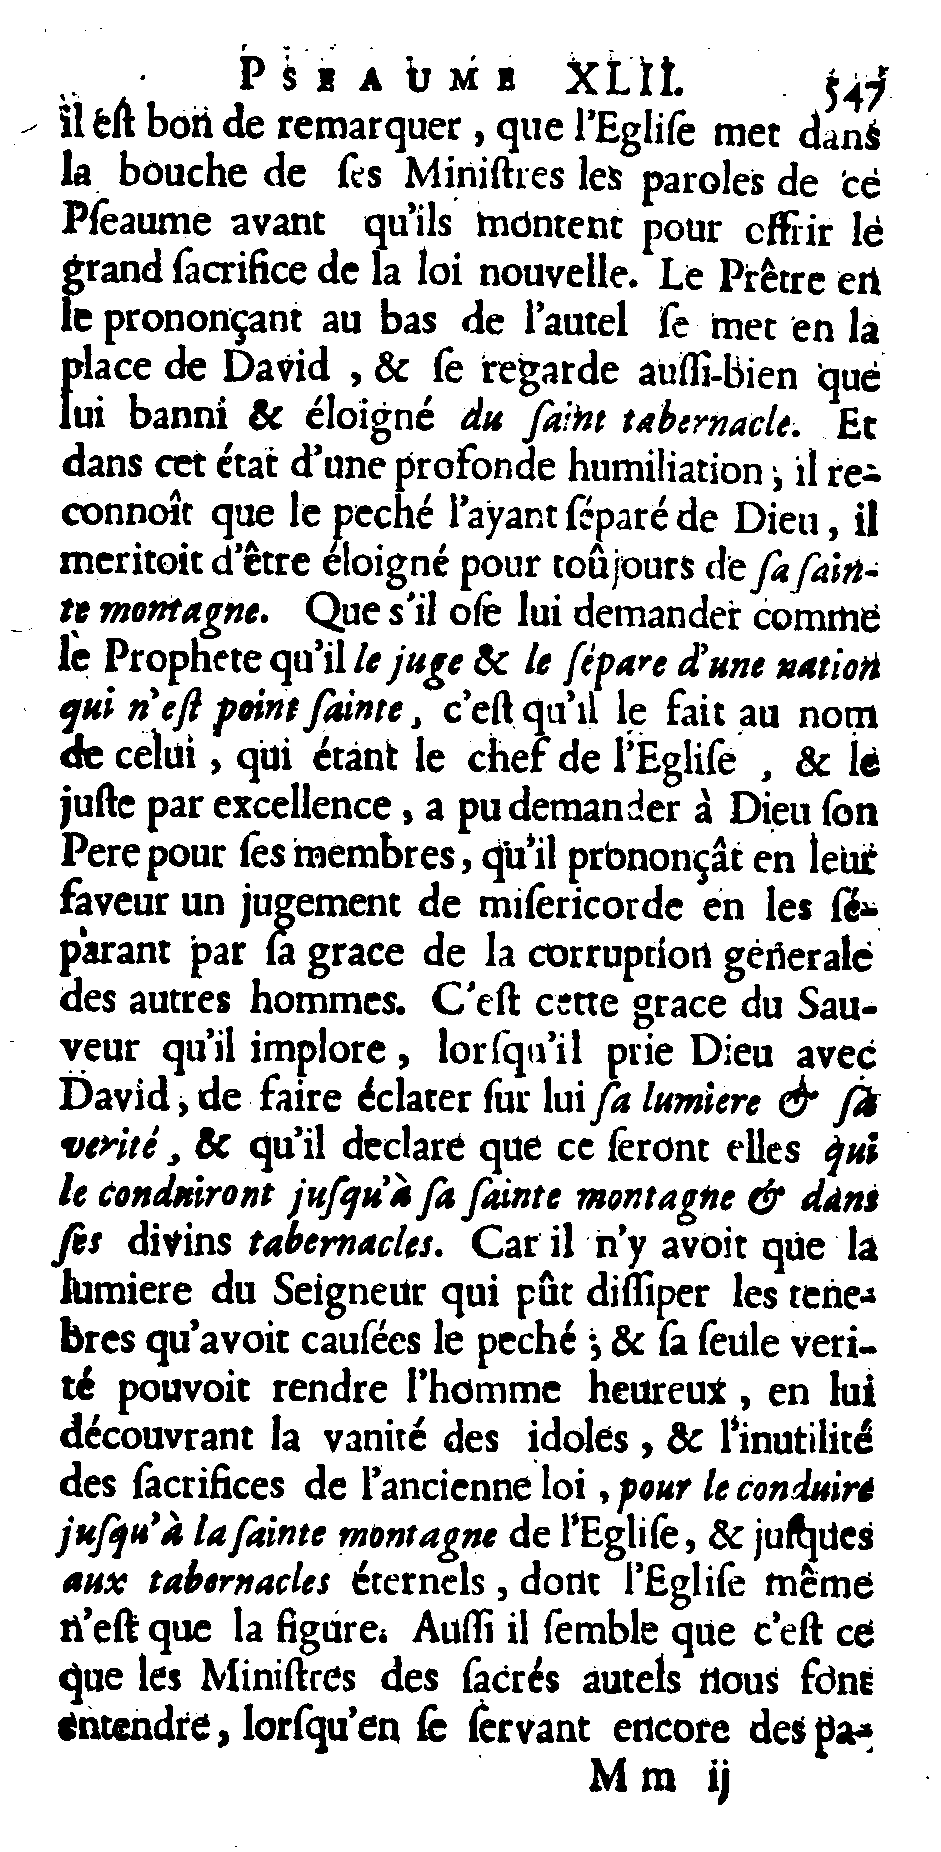 PSEAUME XLII. 547
il eſt bon de remarquer, que l'Egliſe met dans
la bouche de ſes Miniſtres les paroles de ce
Pſeaume avant qu'ils montent pour offrir le
grand ſacrifice de la loi nouvelle. Le Prêtre en
le prononçant au bas de l'autel ſe met en la
place de David, & ſe regarde auſſi-bien que
lui banni & éloigné du ſaint tabernacle. Et
dans cet état d'une profonde humiliation, il re-
connoît que le peché l'ayant ſéparé de Dieu, il
meritoit d'être éloigné pour toûjours de ſa ſain-
te montagne. Que s'il oſe lui demander comme
le Prophete qu'il le juge & le ſépare d'une nation
qui n'eſt point ſainte, c'eſt qu'il le fait au nom
de celui, qui étant le chef de l'Egliſe, & le
juſte par excellence, a pu demander à Dieu ſon
Pere pour ſes membres, qu'il prononçât en leur
faveur un jugement de miſericorde en les ſé-
parant par ſa grace de la corruption generale
des autres hommes. C'eſt cette grace du Sau-
veur qu'il implore, lorſqu'il prie Dieu avec
David, de faire éclater ſur lui ſa lumiere & ſa
verité, & qu'il declare que ce ſeront elles qui
le conduiront juſqu'à ſa ſainte montagne & dans
ſes divins tabernacles. Car il n'y avoit que la
lumiere du Seigneur qui pût diſſiper les tene-
bres qu'avoit cauſées le peché; & ſa ſeule veri-
té pouvoit rendre l'homme heureux, en lui
découvrant la vanité des idoles, & l'inutilité
des ſacrifices de l'ancienne loi, pour le conduire
juſqu'à la ſainte montagne de l'Egliſe, & juſques
aux tabernacles éternels, dont l'Egliſe même
n'eſt que la figure. Auſſi il ſemble que c'eſt ce
que les Miniſtres des ſacrés autels nous font
entendre, lorſqu'en ſe ſervant encore des pa-
M m ij